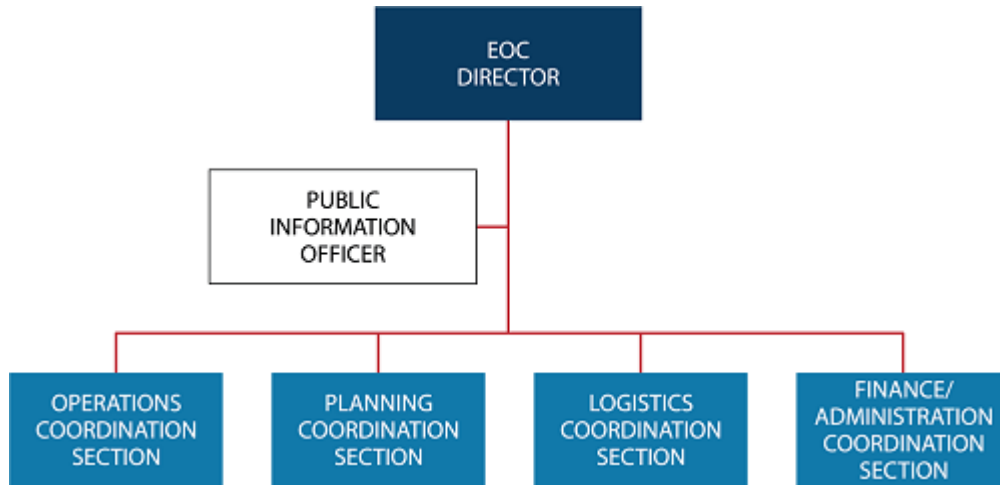 EOC
DIRECTOR
PUBLIC
INFORMATION
OFFICER
OPERATIONS
COORDINATION
SECTION
PLANNING
COORDINATION
SECTION
LOGISTICS
COORDINATION
SECTION
FINANCE/
ADMINISTRATION
COORDINATION
SECTION